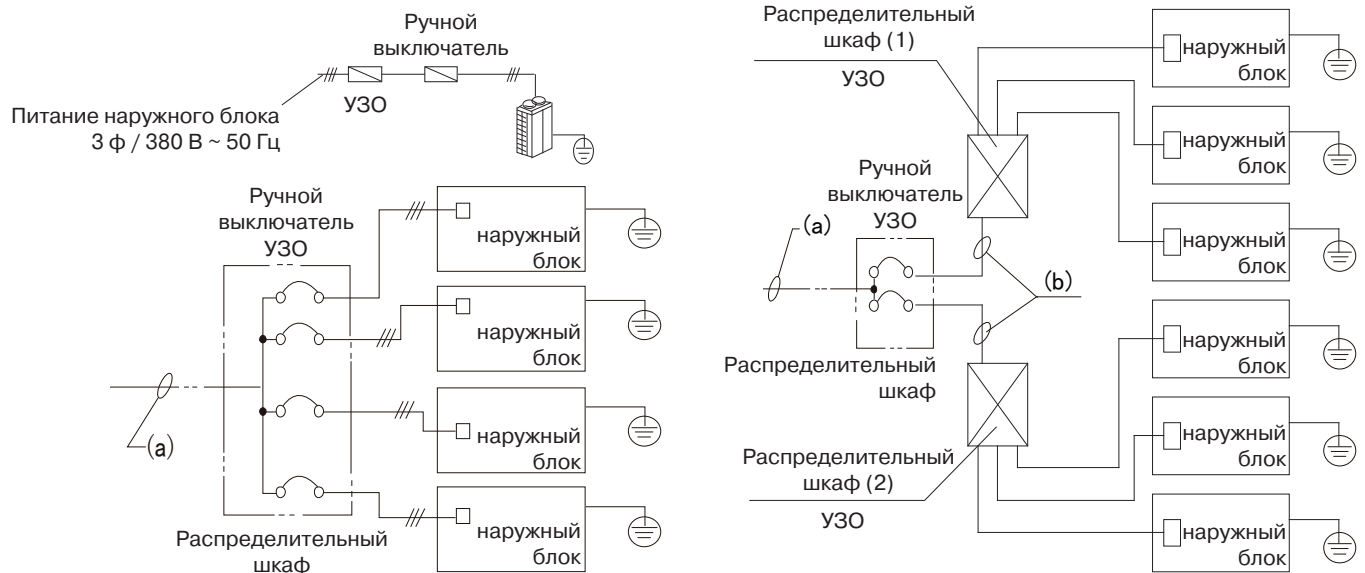 Ручной
выключатель
УЗО
Питание наружного блока
3 ф / 380 В ~ 50 Гц
Ручной
выключатель
УЗО
наружный
блок
наружный
блок
наружный
блок
наружный
блок
(a)
Распределительный
шкаф
Распределительный
шкаф (1)
УЗО
Ручной
выключатель
УЗО
(a)
(b)
Распределительный
шкаф
Распределительный
шкаф (2)
УЗО
наружный
блок
наружный
блок
наружный
блок
наружный
блок
наружный
блок
наружный
блок